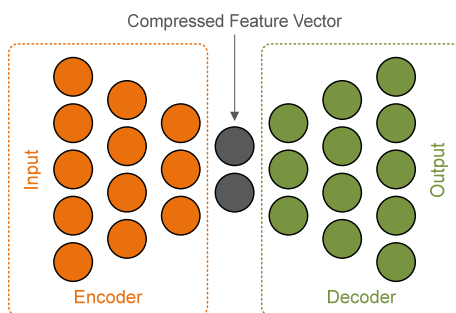 Compressed Feature Vector
Input
Output
Encoder
Decoder